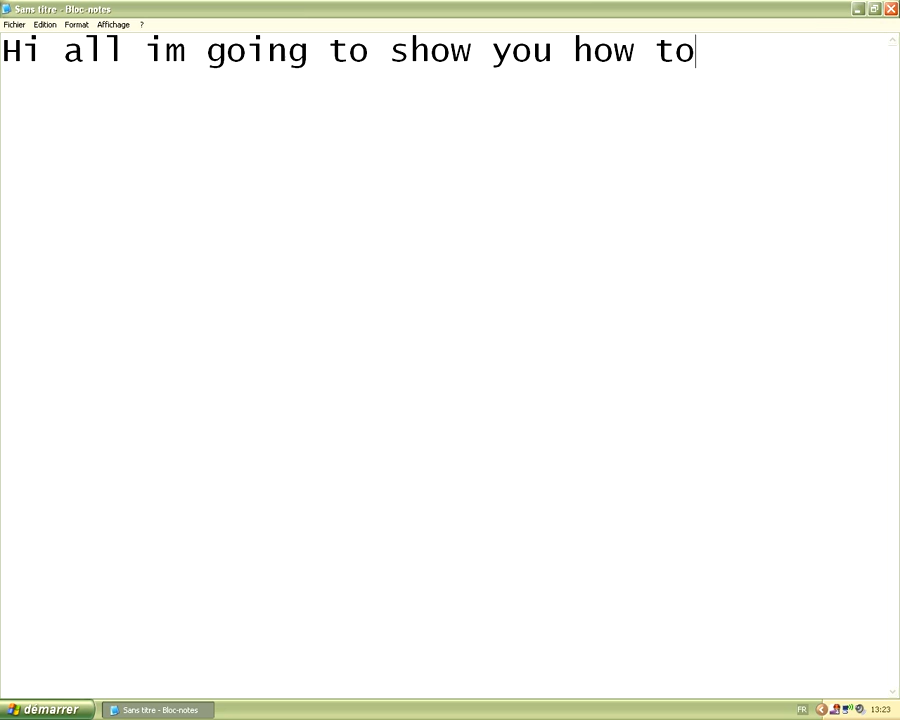 Sans titre - Bloc-notes
Fichier Edition Format Affichage ?
Hi all im going to show you how to
démarrer Sans titre - Bloc-notes FR 13:23